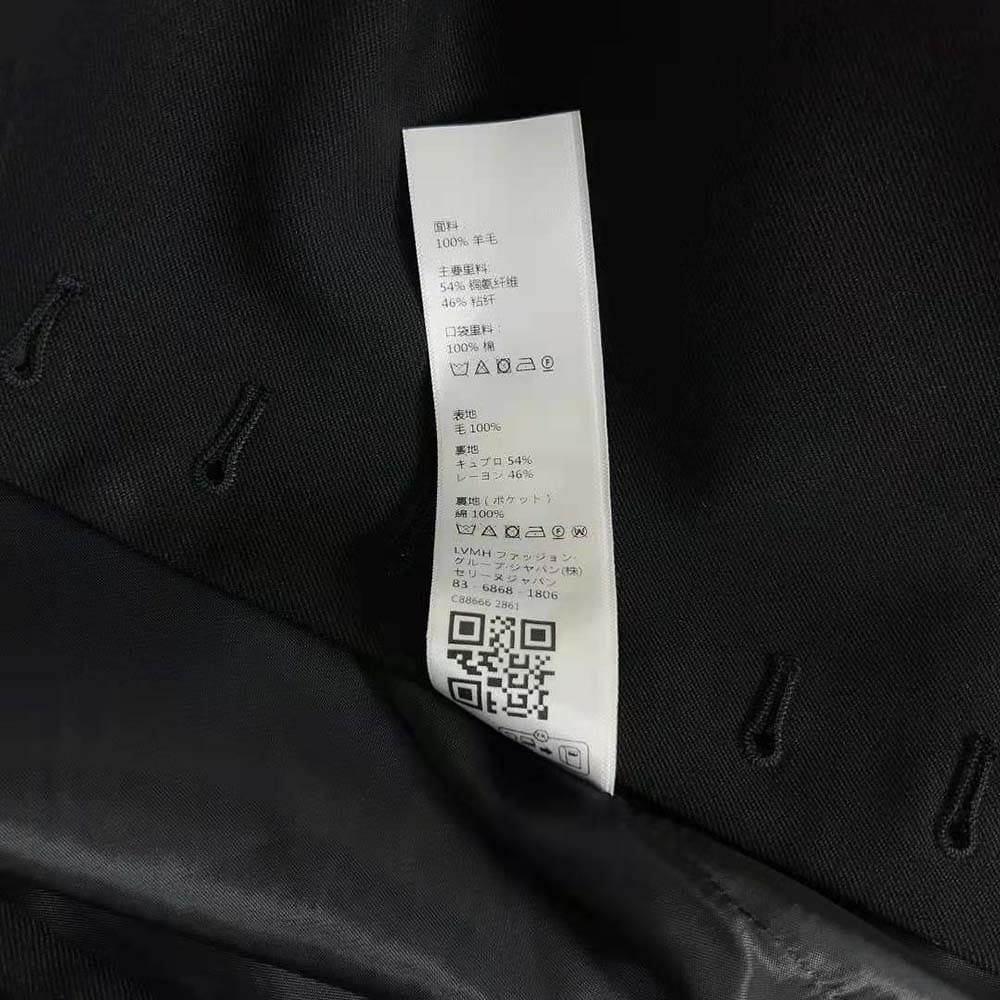 面料:
100% 羊毛
主要里料:
54% 铜氨纤维
46% 粘纤
口袋里料:
100% 棉
表地
毛 100%
裏地
キュプロ 54%
レーヨン 46%
裏地 ( ポケット )
綿 100%
LVMH ファッション·
グループ·ジャパン(株)
セリーヌジャパン
83 - 6868 - 1806
C88666 2861